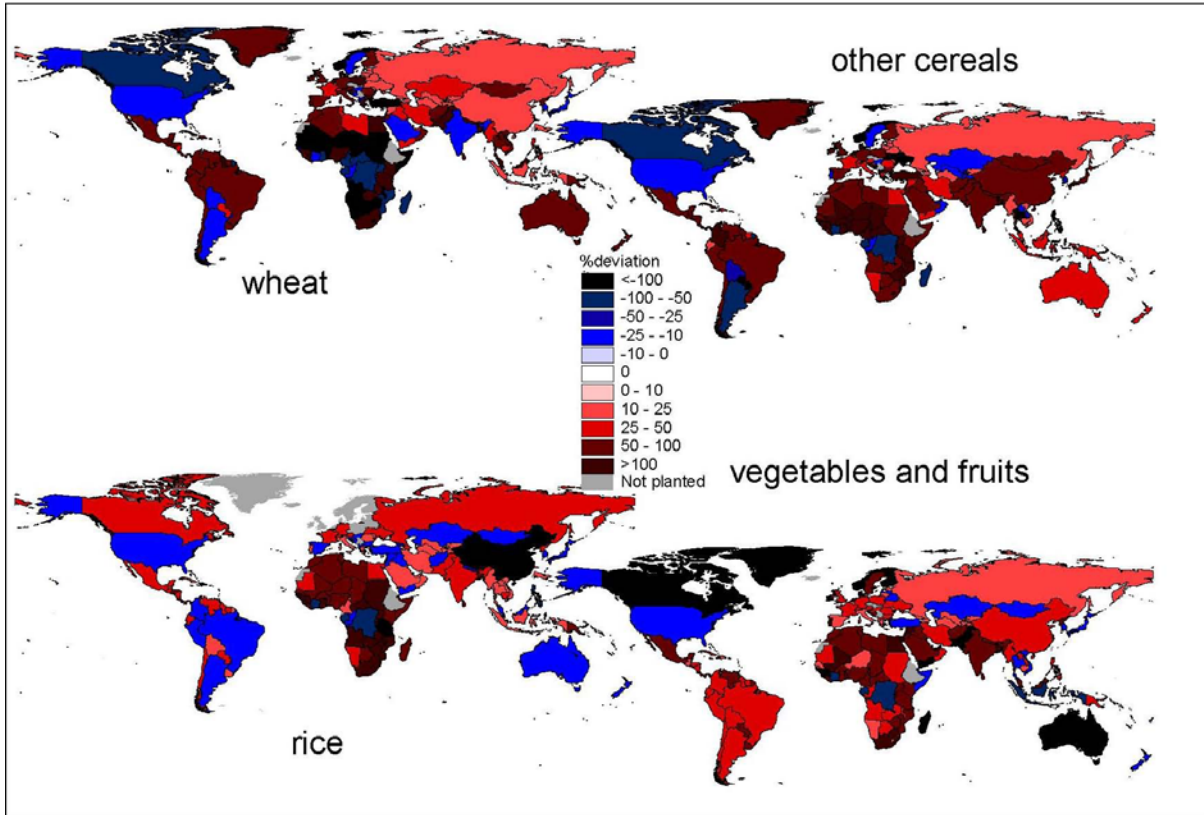 other cereals
wheat
%deviation
<-100
-100 - -50
-50 - -25
-25 - -10
-10 - 0
0
0 - 10
10 - 25
25 - 50
50 - 100
>100
Not planted
vegetables and fruits
rice